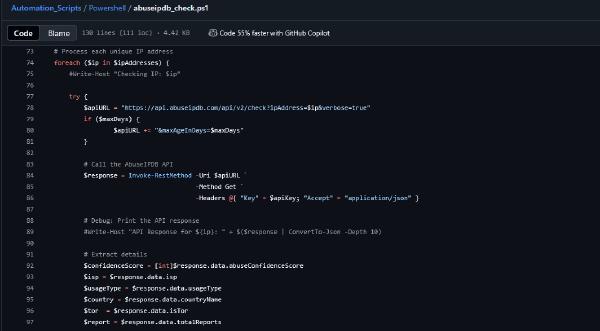 Automation_Scripts / Powershell / abuseipdb_check.ps1
Code Blame 130 lines (111 loc) · 4.42 KB Code 55% faster with GitHub Copilot
73 # Process each unique IP address
74 foreach ($ip in $ipAddresses) {
75 #Write-Host "Checking IP: $ip"
76
77 try {
78 $apiURL = "https://api.abuseipdb.com/api/v2/check?ipAddress=$ip&verbose=true"
79 if ($maxDays) {
80 $apiURL += "&maxAgeInDays=$maxDays"
81 }
82
83 # Call the AbuseIPDB API
84 $response = Invoke-RestMethod -Uri $apiURL `
85 -Method Get `
86 -Headers @{ "Key" = $apiKey; "Accept" = "application/json" }
87
88 # Debug: Print the API response
89 #Write-Host "API Response for ${ip}: " + $($response | ConvertTo-Json -Depth 10)
90
91 # Extract details
92 $confidenceScore = [int]$response.data.abuseConfidenceScore
93 $isp = $response.data.isp
94 $usageType = $response.data.usageType
95 $country = $response.data.countryName
96 $tor = $response.data.isTor
97 $report = $response.data.totalReports